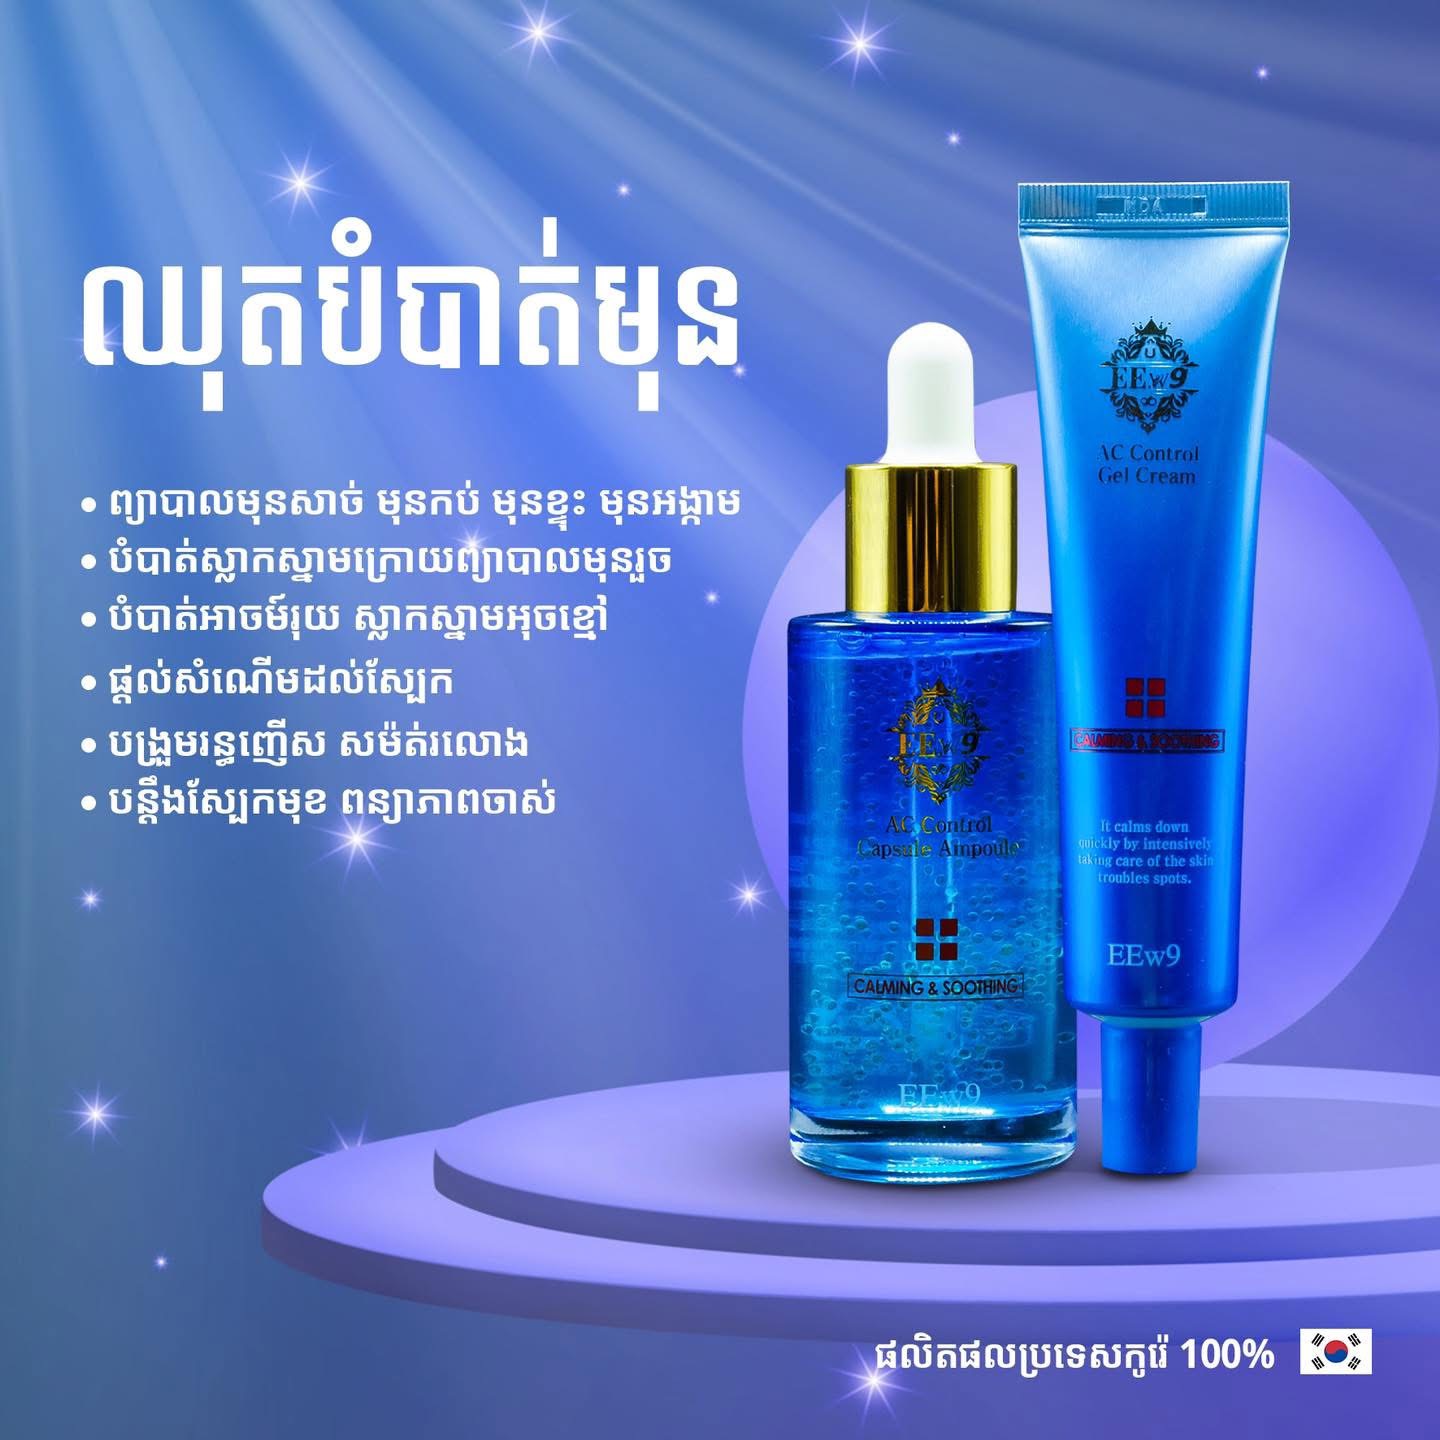 ឈុតបំបាត់មុន
• ព្យាបាលមុនសាច់ មុនកប់ មុនខ្ទុះ មុនអង្កាម
• បំបាត់ស្លាកស្នាមក្រោយព្យាបាលមុនរួច
• បំបាត់អាចម៍រុយ ស្លាកស្នាមអុចខ្មៅ
• ផ្តល់សំណើមដល់ស្បែក
• បង្រួមរន្ធញើស សម៉ត់រលោង
• បន្តឹងស្បែកមុខ ពន្យាភាពចាស់
EEw9
AC Control
Capsule Ampoule
CALMING & SOOTHING
EEw9
EEw9
AC Control
Gel Cream
CALMING & SOOTHING
It calms down
quickly by intensively
taking care of the skin
troubles spots.
EEw9
ផលិតផលប្រទេសកូរ៉េ 100%